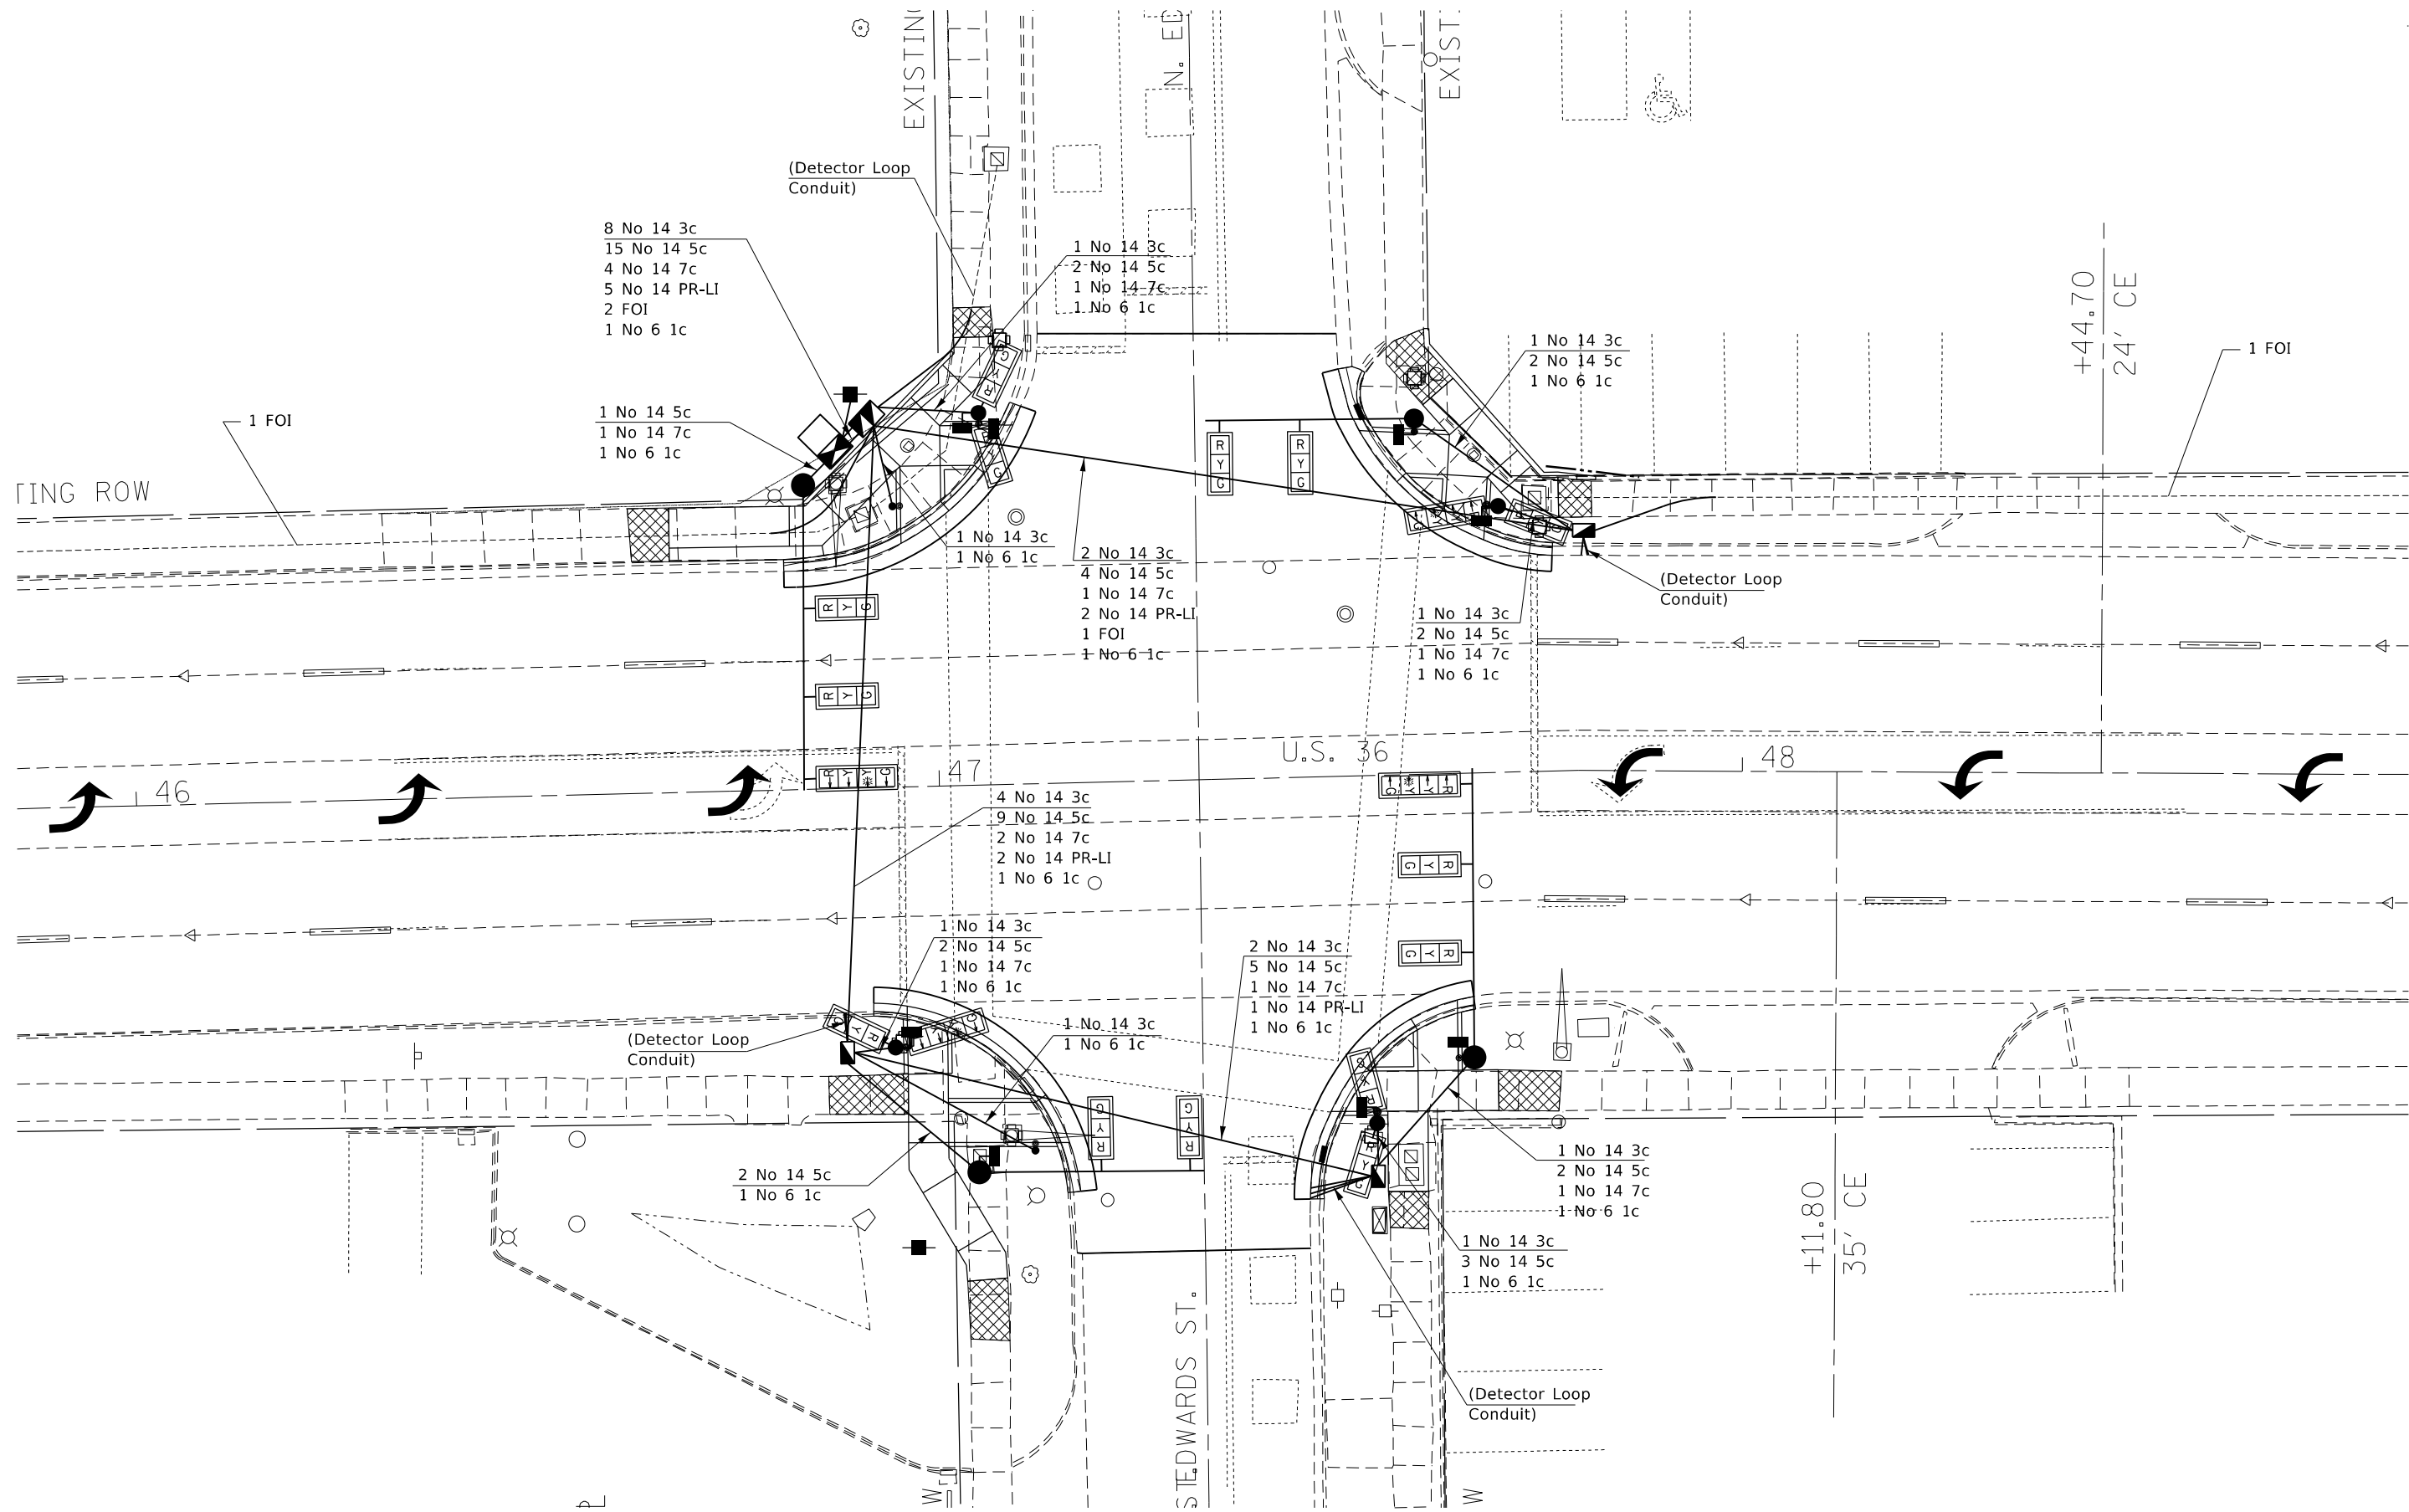 EXISTING
N. ED
EXIST
(Detector Loop
Conduit)
8 No 14 3c
15 No 14 5c
4 No 14 7c
5 No 14 PR-LI
2 FOI
1 No 6 1c
1 No 14 3c
2 No 14 5c
1 No 14 7c
1 No 6 1c
+44.70
24' CE
1 No 14 3c
2 No 14 5c
1 No 6 1c
1 FOI
1 FOI
1 No 14 5c
1 No 14 7c
1 No 6 1c
G Y R
G
R Y G
R Y G
TING ROW
1 No 14 3c
1 No 6 1c
2 No 14 3c
4 No 14 5c
1 No 14 7c
2 No 14 PR-LI
1 FOI
1 No 6 1c
(Detector Loop
Conduit)
1 No 14 3c
2 No 14 5c
1 No 14 7c
1 No 6 1c
R Y G
R Y G
R Y Y G
U.S. 36
46
47
48
G Y Y R
4 No 14 3c
9 No 14 5c
2 No 14 7c
2 No 14 PR-LI
1 No 6 1c
G Y R
G Y R
1 No 14 3c
2 No 14 5c
1 No 14 7c
1 No 6 1c
2 No 14 3c
5 No 14 5c
1 No 14 7c
1 No 14 PR-LI
1 No 6 1c
G Y R
(Detector Loop
Conduit)
1 No 14 3c
1 No 6 1c
G Y R
G Y R
G Y R
2 No 14 5c
1 No 6 1c
1 No 14 3c
2 No 14 5c
1 No 14 7c
1 No 6 1c
+11.80
35' CE
1 No 14 3c
3 No 14 5c
1 No 6 1c
(Detector Loop
Conduit)
ST.EDWARDS ST.
W
W